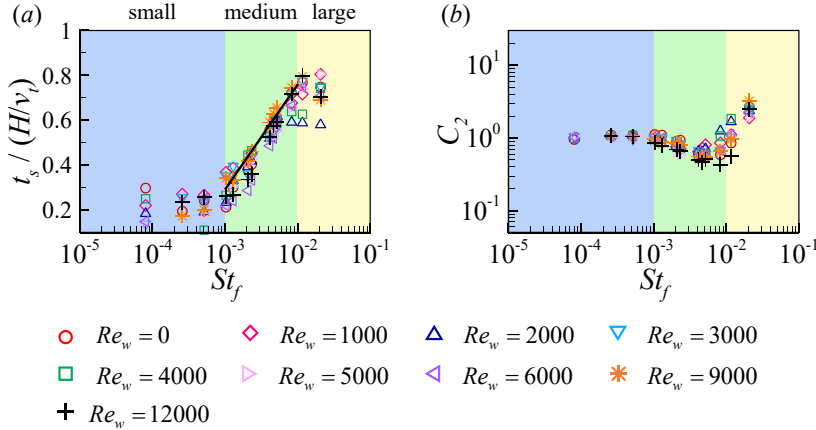 small medium large
(a) (b)
1
0.8
0.6
0.4
0.2
t_s / (H/v_t)
10^-5 10^-4 10^-3 10^-2 10^-1
St_f
10^1
10^0
10^-1
C_2
10^-5 10^-4 10^-3 10^-2 10^-1
St_f
Re_w = 0 Re_w = 1000 Re_w = 2000 Re_w = 3000
Re_w = 4000 Re_w = 5000 Re_w = 6000 Re_w = 9000
Re_w = 12000